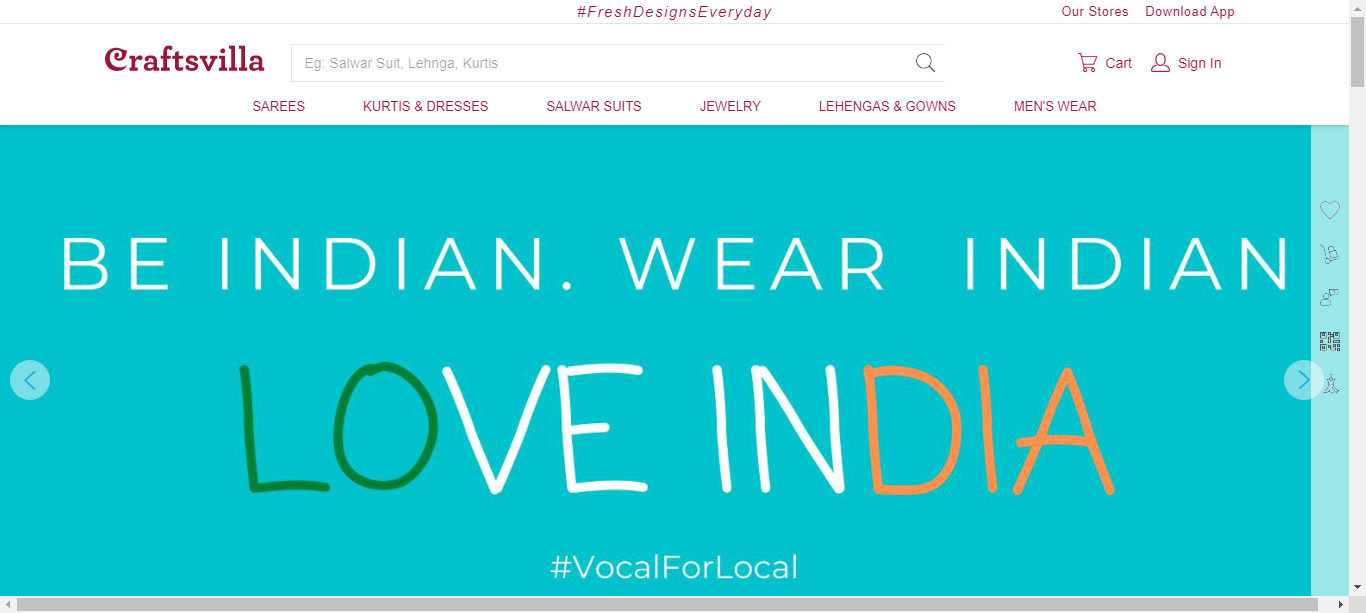 #FreshDesignsEveryday
Our Stores Download App
Craftsvilla
Eg: Salwar Suit, Lehnga, Kurtis
Cart Sign In
SAREES KURTIS & DRESSES SALWAR SUITS JEWELRY LEHENGAS & GOWNS MEN'S WEAR
BE INDIAN. WEAR INDIAN
LOVE INDIA
#VocalForLocal